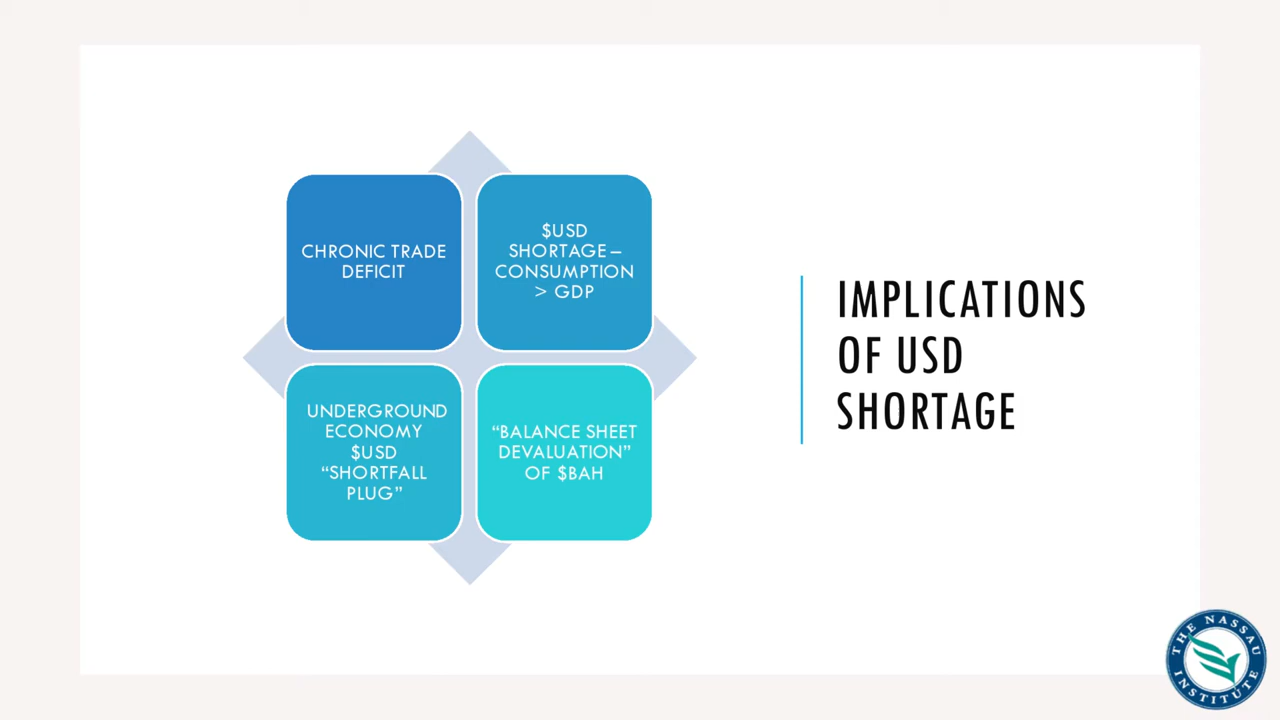 CHRONIC TRADE
DEFICIT
$USD
SHORTAGE –
CONSUMPTION
> GDP
UNDERGROUND
ECONOMY
$USD
“SHORTFALL
PLUG”
“BALANCE SHEET
DEVALUATION”
OF $BAH
IMPLICATIONS
OF USD
SHORTAGE
THE NASSAU
INSTITUTE